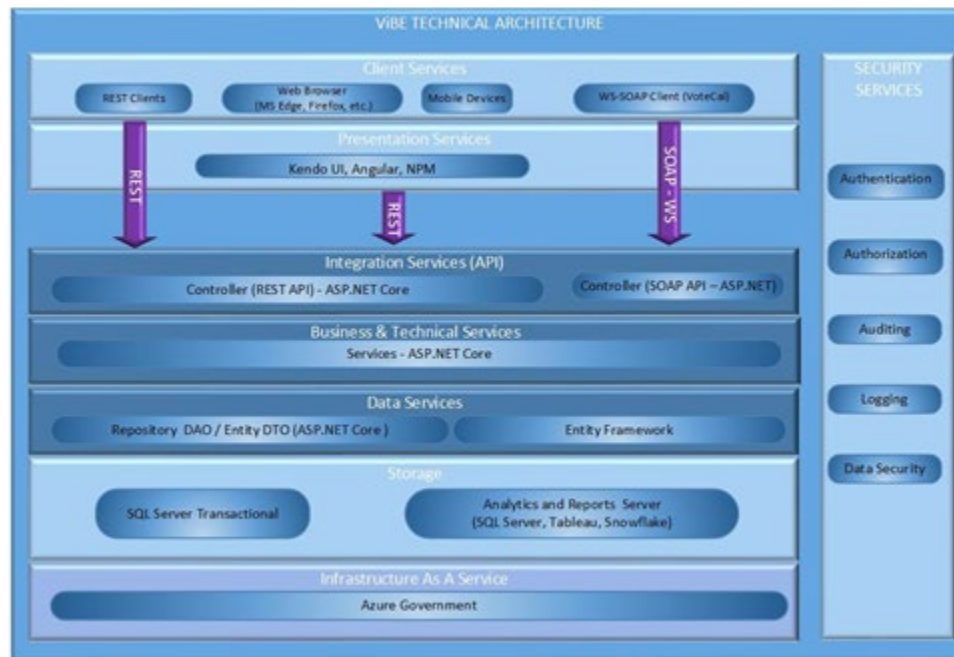 ViBE TECHNICAL ARCHITECTURE
Client Services
REST Clients
Web Browser
(MS Edge, Firefox, etc.)
Mobile Devices
WS-SOAP Client (VoteCal)
Presentation Services
Kendo UI, Angular, NPM
REST
REST
SOAP - WS
Integration Services (API)
Controller (REST API) - ASP.NET Core
Controller (SOAP API – ASP.NET)
Business & Technical Services
Services - ASP.NET Core
Data Services
Repository DAO / Entity DTO (ASP.NET Core )
Entity Framework
Storage
SQL Server Transactional
Analytics and Reports Server
(SQL Server, Tableau, Snowflake)
Infrastructure As A Service
Azure Government
SECURITY
SERVICES
Authentication
Authorization
Auditing
Logging
Data Security